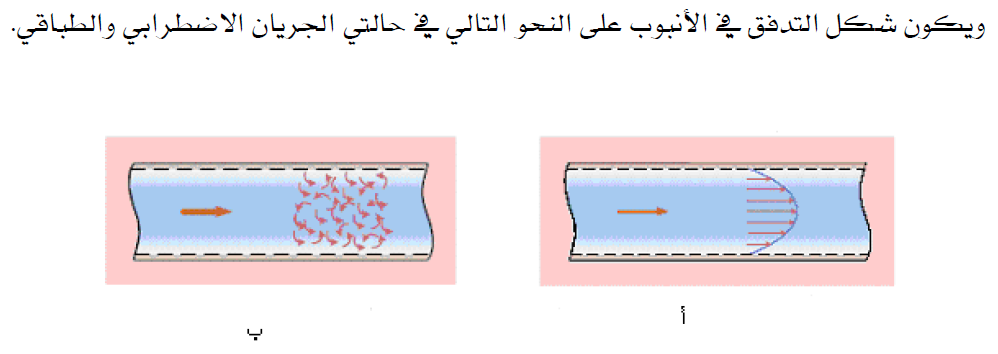 ويكون شكل التدفق في الأنبوب على النحو التالي في حالتي الجريان الاضطرابي والطباقي.
أ
ب